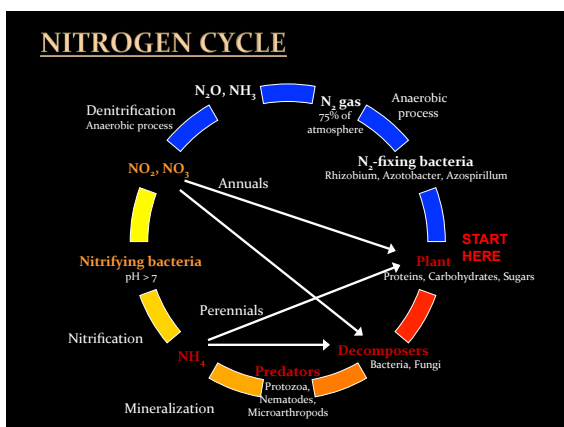 NITROGEN CYCLE
N₂O, NH₃
N₂ gas
75% of
atmosphere
Anaerobic
process
Denitrification
Anaerobic process
N₂-fixing bacteria
Rhizobium, Azotobacter, Azospirillum
NO₂, NO₃
Annuals
START
HERE
Plant
Proteins, Carbohydrates, Sugars
Nitrifying bacteria
pH > 7
Perennials
Nitrification
NH₄
Decomposers
Bacteria, Fungi
Predators
Protozoa,
Nematodes,
Microarthropods
Mineralization